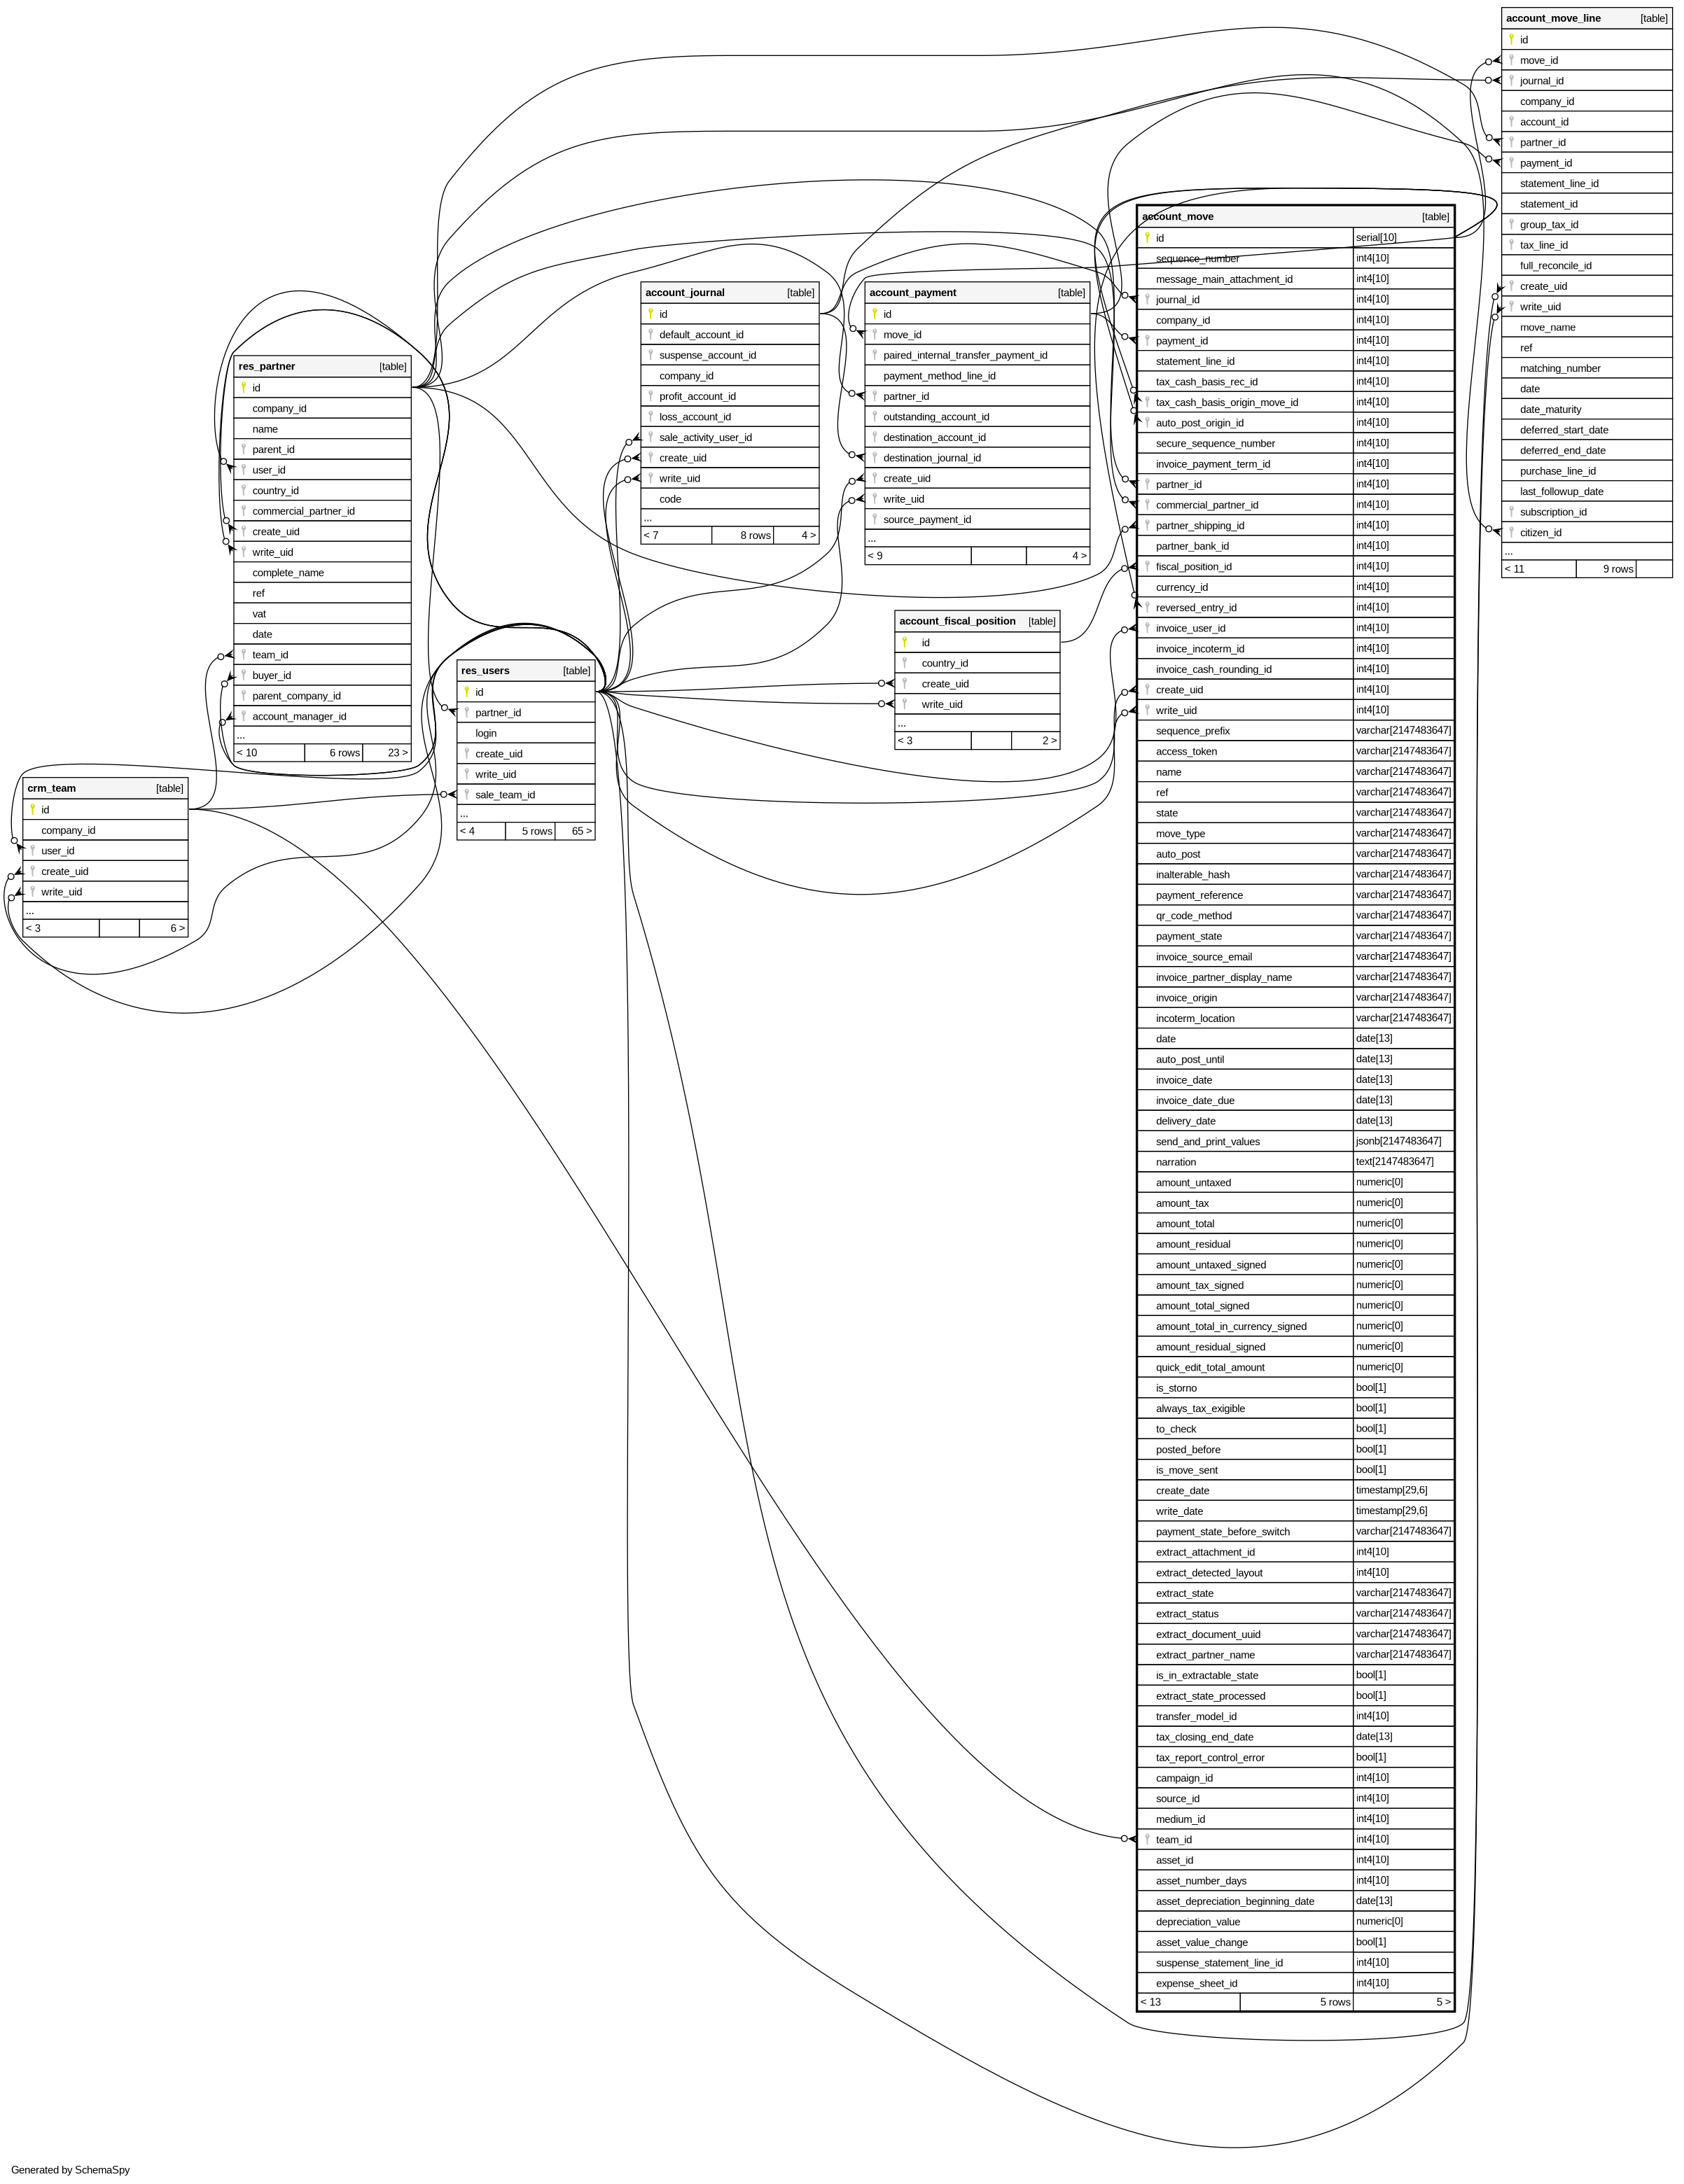 account_move_line [table]
id
move_id
journal_id
company_id
account_id
partner_id
payment_id
statement_line_id
statement_id
group_tax_id
tax_line_id
full_reconcile_id
create_uid
write_uid
move_name
ref
matching_number
date
date_maturity
deferred_start_date
deferred_end_date
purchase_line_id
last_followup_date
subscription_id
citizen_id
...
< 11 9 rows
account_move [table]
id serial[10]
sequence_number int4[10]
message_main_attachment_id int4[10]
journal_id int4[10]
company_id int4[10]
payment_id int4[10]
statement_line_id int4[10]
tax_cash_basis_rec_id int4[10]
tax_cash_basis_origin_move_id int4[10]
auto_post_origin_id int4[10]
secure_sequence_number int4[10]
invoice_payment_term_id int4[10]
partner_id int4[10]
commercial_partner_id int4[10]
partner_shipping_id int4[10]
partner_bank_id int4[10]
fiscal_position_id int4[10]
currency_id int4[10]
reversed_entry_id int4[10]
invoice_user_id int4[10]
invoice_incoterm_id int4[10]
invoice_cash_rounding_id int4[10]
create_uid int4[10]
write_uid int4[10]
sequence_prefix varchar[2147483647]
access_token varchar[2147483647]
name varchar[2147483647]
ref varchar[2147483647]
state varchar[2147483647]
move_type varchar[2147483647]
auto_post varchar[2147483647]
inalterable_hash varchar[2147483647]
payment_reference varchar[2147483647]
qr_code_method varchar[2147483647]
payment_state varchar[2147483647]
invoice_source_email varchar[2147483647]
invoice_partner_display_name varchar[2147483647]
invoice_origin varchar[2147483647]
incoterm_location varchar[2147483647]
date date[13]
auto_post_until date[13]
invoice_date date[13]
invoice_date_due date[13]
delivery_date date[13]
send_and_print_values jsonb[2147483647]
narration text[2147483647]
amount_untaxed numeric[0]
amount_tax numeric[0]
amount_total numeric[0]
amount_residual numeric[0]
amount_untaxed_signed numeric[0]
amount_tax_signed numeric[0]
amount_total_signed numeric[0]
amount_total_in_currency_signed numeric[0]
amount_residual_signed numeric[0]
quick_edit_total_amount numeric[0]
is_storno bool[1]
always_tax_exigible bool[1]
to_check bool[1]
posted_before bool[1]
is_move_sent bool[1]
create_date timestamp[29,6]
write_date timestamp[29,6]
payment_state_before_switch varchar[2147483647]
extract_attachment_id int4[10]
extract_detected_layout int4[10]
extract_state varchar[2147483647]
extract_status varchar[2147483647]
extract_document_uuid varchar[2147483647]
extract_partner_name varchar[2147483647]
is_in_extractable_state bool[1]
extract_state_processed bool[1]
transfer_model_id int4[10]
tax_closing_end_date date[13]
tax_report_control_error bool[1]
campaign_id int4[10]
source_id int4[10]
medium_id int4[10]
team_id int4[10]
asset_id int4[10]
asset_number_days int4[10]
asset_depreciation_beginning_date date[13]
depreciation_value numeric[0]
asset_value_change bool[1]
suspense_statement_line_id int4[10]
expense_sheet_id int4[10]
< 13 5 rows 5 >
account_journal [table]
id
default_account_id
suspense_account_id
company_id
profit_account_id
loss_account_id
sale_activity_user_id
create_uid
write_uid
code
...
< 7 8 rows 4 >
account_payment [table]
id
move_id
paired_internal_transfer_payment_id
payment_method_line_id
partner_id
outstanding_account_id
destination_account_id
destination_journal_id
create_uid
write_uid
source_payment_id
...
< 9 4 >
res_partner [table]
id
company_id
name
parent_id
user_id
country_id
commercial_partner_id
create_uid
write_uid
complete_name
ref
vat
date
team_id
buyer_id
parent_company_id
account_manager_id
...
< 10 6 rows 23 >
account_fiscal_position [table]
id
country_id
create_uid
write_uid
...
< 3 2 >
res_users [table]
id
partner_id
login
create_uid
write_uid
sale_team_id
...
< 4 5 rows 65 >
crm_team [table]
id
company_id
user_id
create_uid
write_uid
...
< 3 6 >
Generated by SchemaSpy